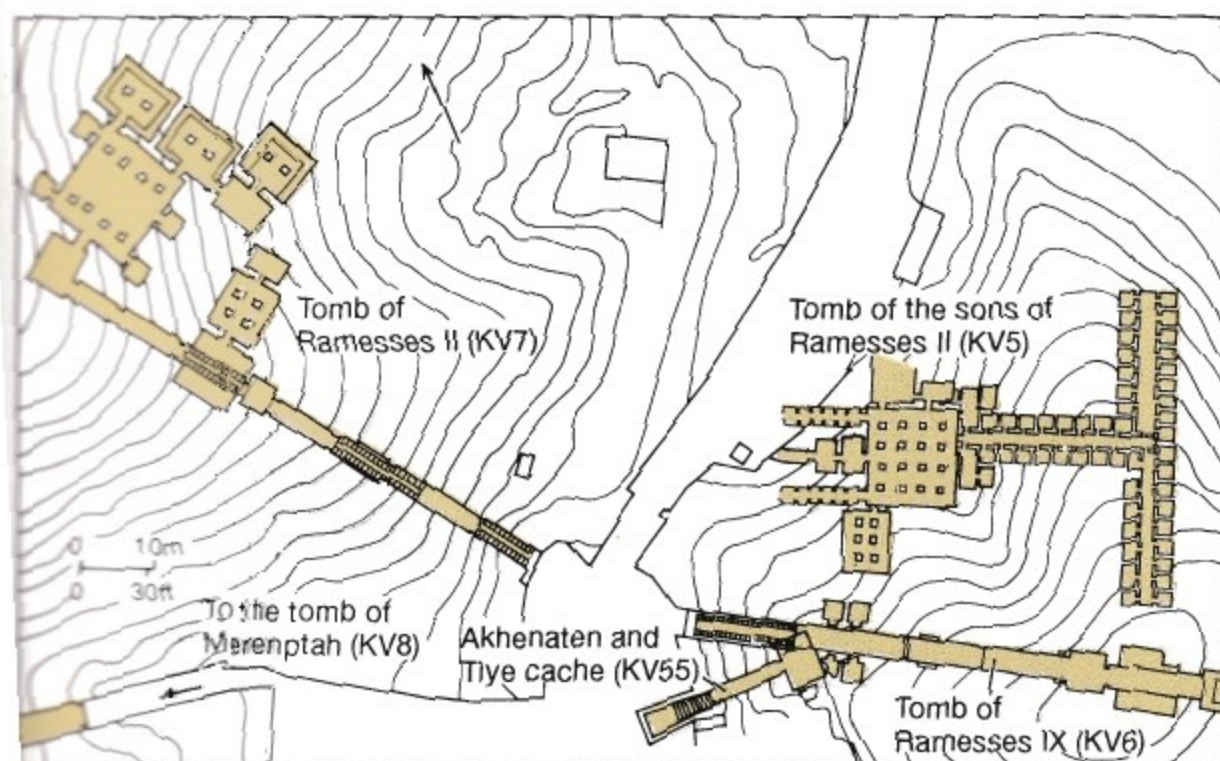 Tomb of
Ramesses II (KV7)
Tomb of the sons of
Ramesses II (KV5)
0 10m
0 30ft
To the tomb of
Merenptah (KV8)
Akhenaten and
Tiye cache (KV55)
Tomb of
Ramesses IX (KV6)